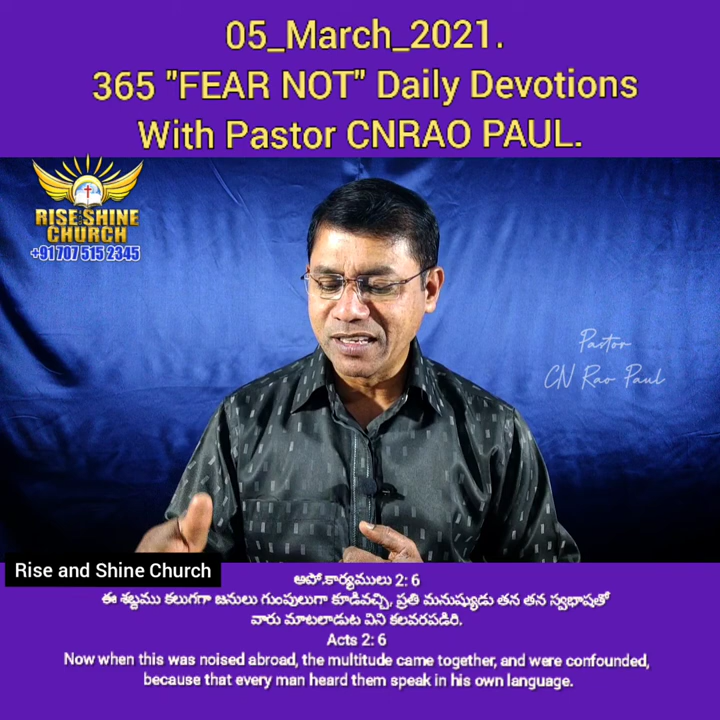 05_March_2021.
365 "FEAR NOT" Daily Devotions
With Pastor CNRAO PAUL.
RISE & SHINE
CHURCH
+91 707 515 2345
Pastor
CN Rao Paul
Rise and Shine Church
అపో.కార్యములు 2: 6
ఈ శబ్దము కలుగగా జనులు గుంపులుగా కూడివచ్చి, ప్రతి మనుష్యుడు తన తన స్వభాషతో
వారు మాటలాడుట విని కలవరపడిరి.
Acts 2: 6
Now when this was noised abroad, the multitude came together, and were confounded,
because that every man heard them speak in his own language.